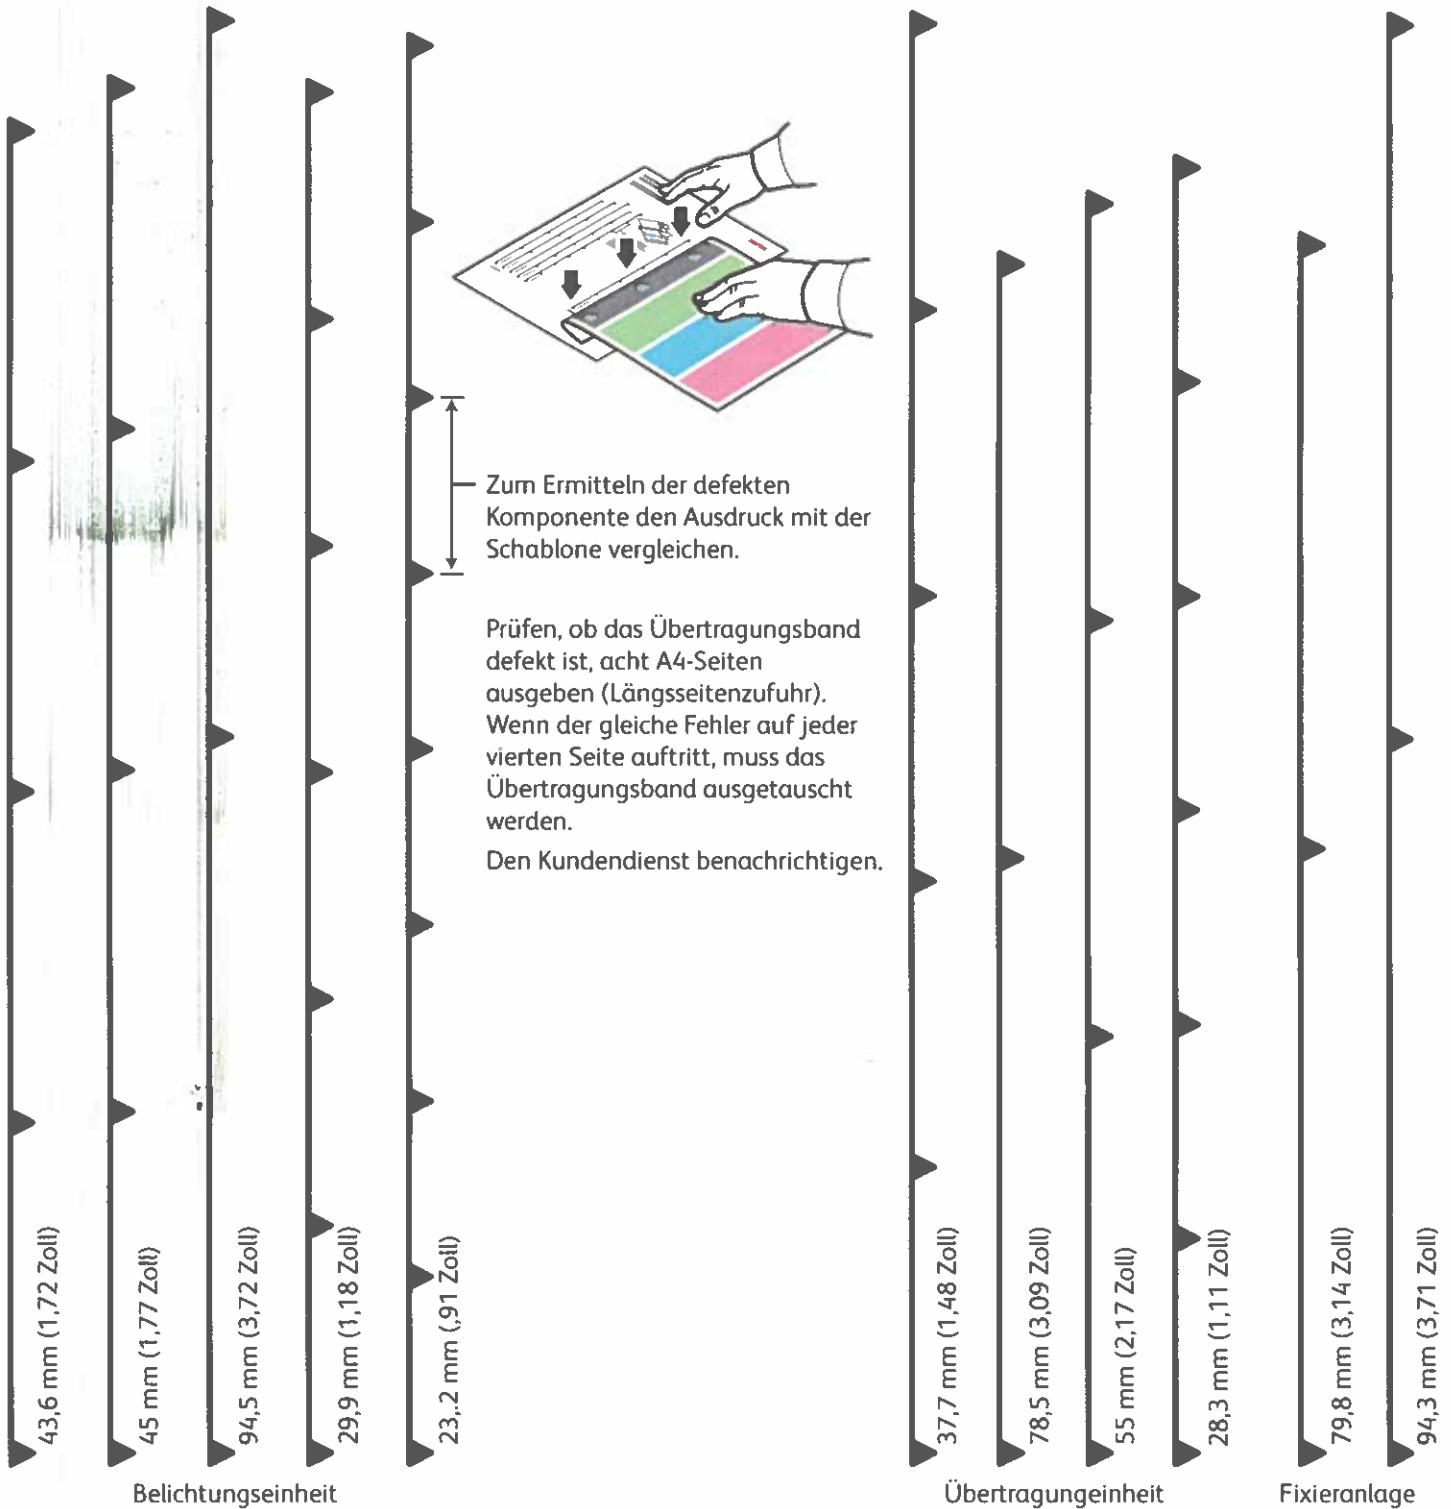 Zum Ermitteln der defekten
Komponente den Ausdruck mit der
Schablone vergleichen.
Prüfen, ob das Übertragungsband
defekt ist, acht A4-Seiten
ausgeben (Längsseitenzufuhr).
Wenn der gleiche Fehler auf jeder
vierten Seite auftritt, muss das
Übertragungsband ausgetauscht
werden.
Den Kundendienst benachrichtigen.
43,6 mm (1,72 Zoll)
45 mm (1,77 Zoll)
94,5 mm (3,72 Zoll)
29,9 mm (1,18 Zoll)
23,.2 mm (,91 Zoll)
37,7 mm (1,48 Zoll)
78,5 mm (3,09 Zoll)
55 mm (2,17 Zoll)
28,3 mm (1,11 Zoll)
79,8 mm (3,14 Zoll)
94,3 mm (3,71 Zoll)
Belichtungseinheit
Übertragungeinheit
Fixieranlage